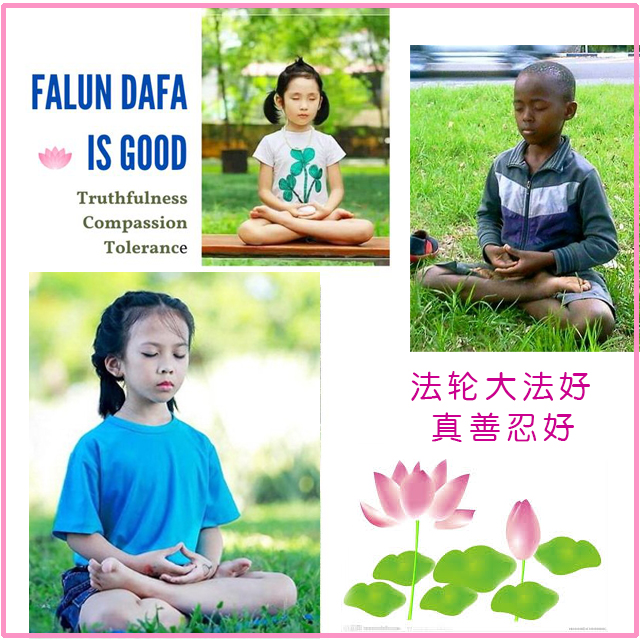 FALUN DAFA
IS GOOD
Truthfulness
Compassion
Tolerance
法轮大法好
真善忍好